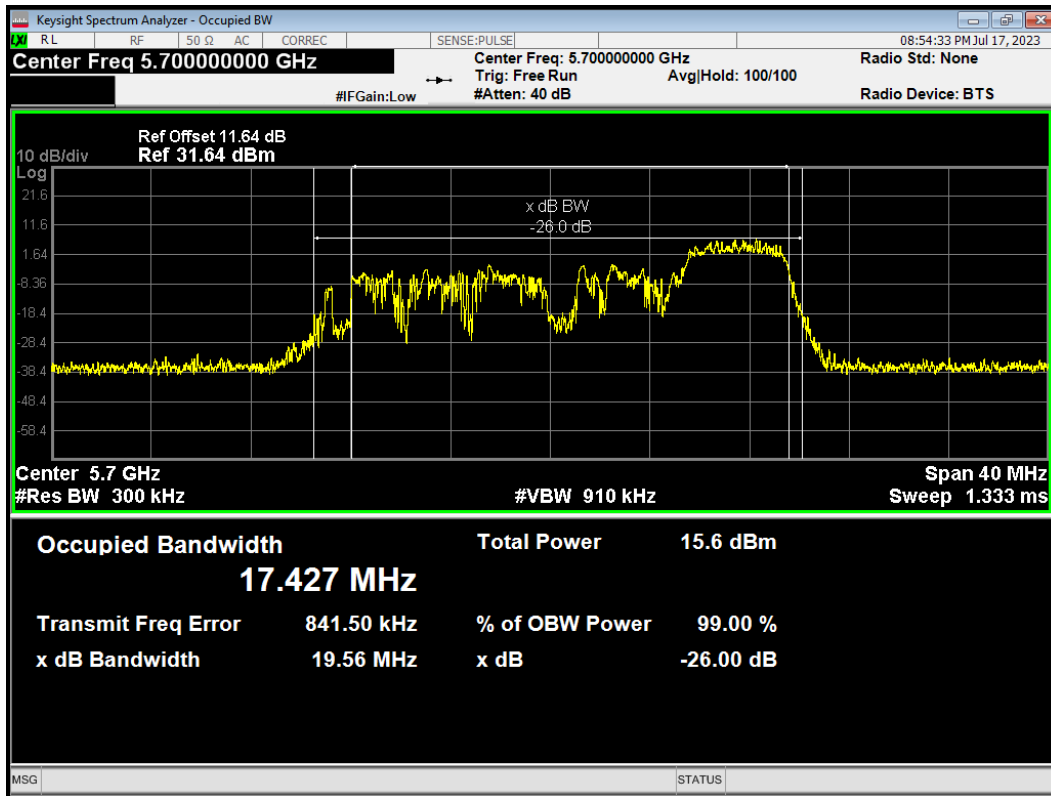 Keysight Spectrum Analyzer - Occupied BW
LXI RL RF 50 Ω AC CORREC SENSE:PULSE 08:54:33 PM Jul 17, 2023
Center Freq 5.700000000 GHz Center Freq: 5.700000000 GHz Radio Std: None
Trig: Free Run Avg|Hold: 100/100
#IFGain:Low #Atten: 40 dB Radio Device: BTS
Ref Offset 11.64 dB
10 dB/div Ref 31.64 dBm
Log
21.6
x dB BW
11.6 -26.0 dB
1.64
-8.36
-18.4
-28.4
-38.4
-48.4
-58.4
Center 5.7 GHz Span 40 MHz
#Res BW 300 kHz #VBW 910 kHz Sweep 1.333 ms
Occupied Bandwidth Total Power 15.6 dBm
17.427 MHz
Transmit Freq Error 841.50 kHz % of OBW Power 99.00 %
x dB Bandwidth 19.56 MHz x dB -26.00 dB
MSG STATUS